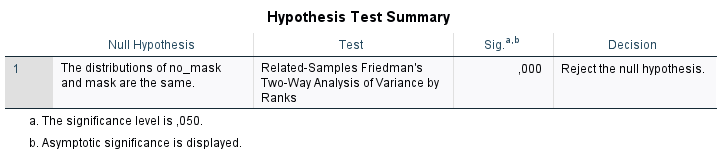 Hypothesis Test Summary
Null Hypothesis Test Sig.a,b Decision
1 The distributions of no_mask Related-Samples Friedman's ,000 Reject the null hypothesis.
and mask are the same. Two-Way Analysis of Variance by
Ranks
a. The significance level is ,050.
b. Asymptotic significance is displayed.